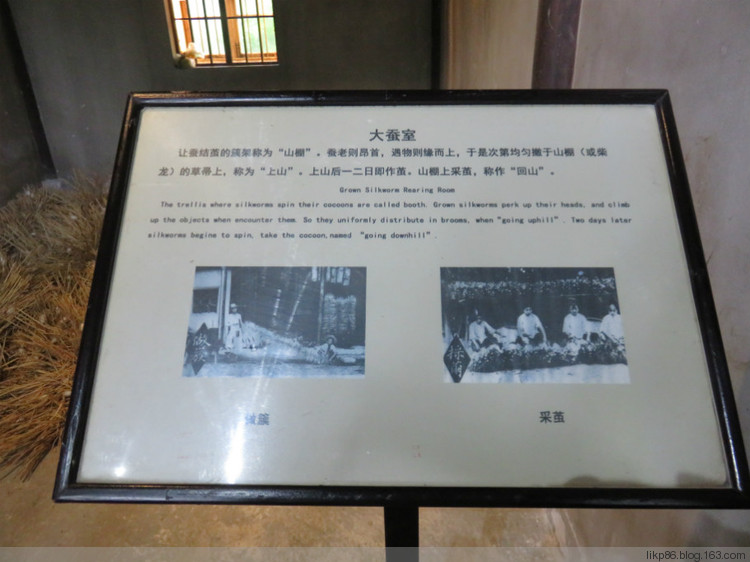 大蚕室
让蚕结茧的簇架称为“山棚”。蚕老则昂首，遇物则缘而上，于是次第均匀撒于山棚（或柴
龙）的草帚上，称为“上山”。上山后一二日即作茧。山棚上采茧，称作“回山”。
Grown Silkworm Rearing Room
The trellis where silkworms spin their cocoons are called booth. Grown silkworms perk up their heads, and climb
up the objects when encounter them. So they uniformly distribute in brooms, when "going uphill". Two days later
silkworms begine to spin, take the cocoon,named "going downhill".
做簇
采茧
likp86.blog.163.com